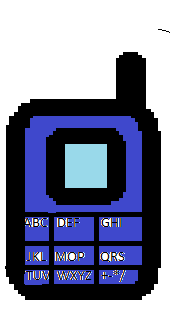 ABC DEF GHI
JKL MOP QRS
TUV WXYZ #-*/